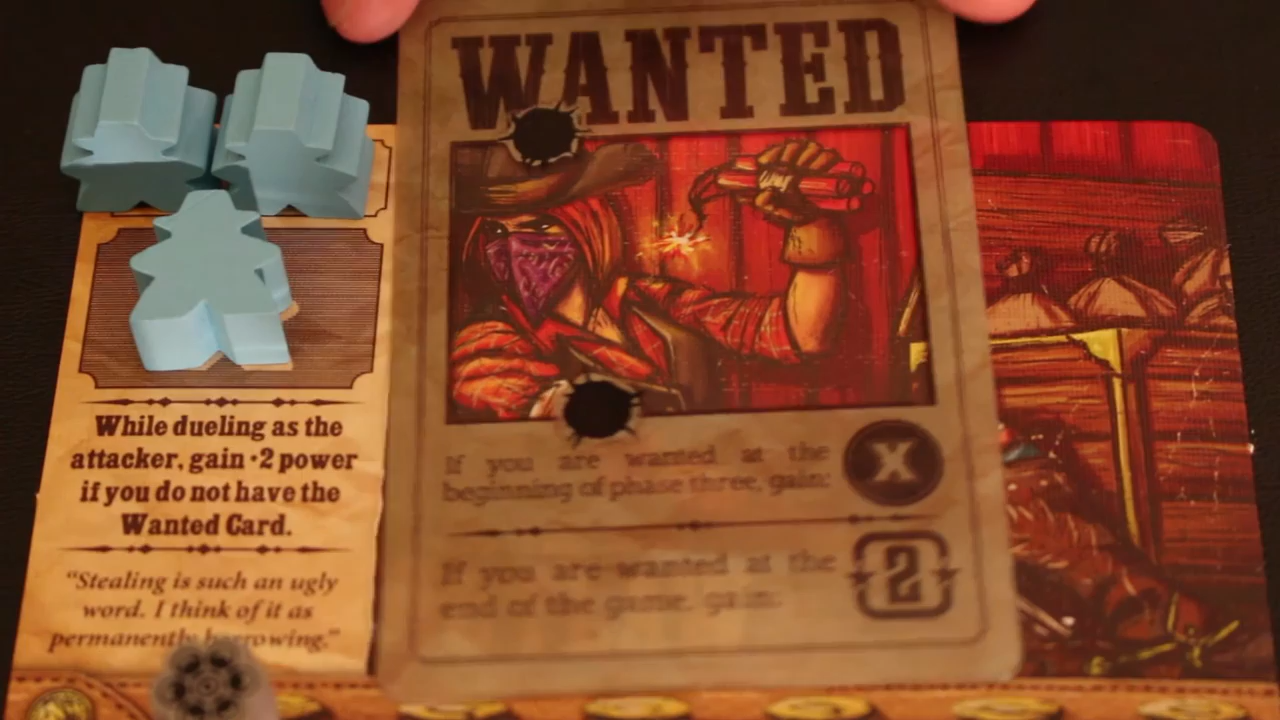 WANTED
While dueling as the
attacker, gain +2 power
if you do not have the
Wanted Card.
"Stealing is such an ugly
word. I think of it as
permanently borrowing."
If you are wanted at the
beginning of phase three, gain:
X
If you are wanted at the
end of the game, gain:
2